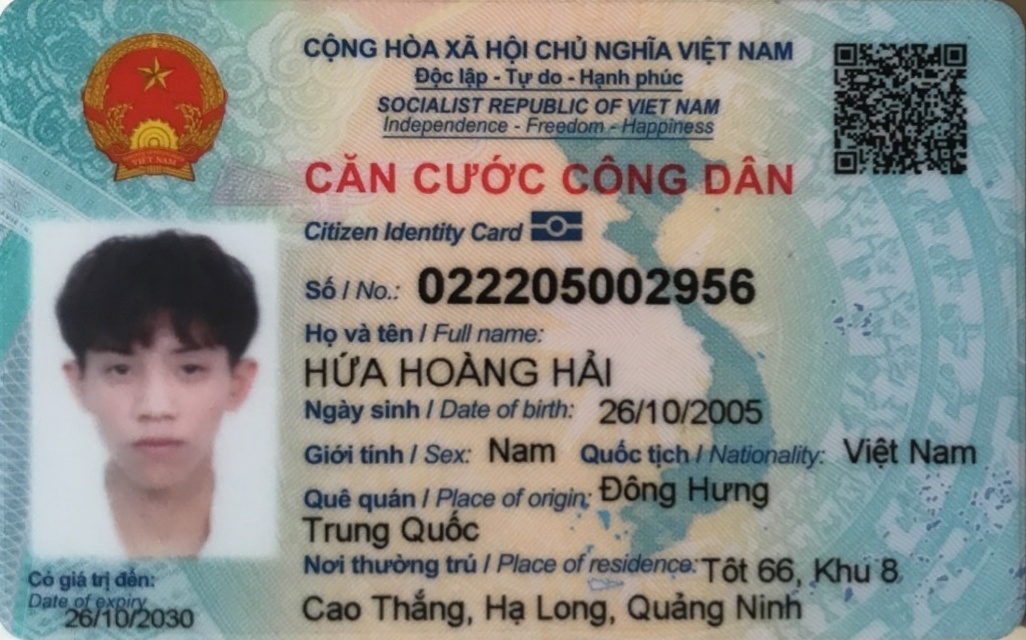 CỘNG HÒA XÃ HỘI CHỦ NGHĨA VIỆT NAM
Độc lập - Tự do - Hạnh phúc
SOCIALIST REPUBLIC OF VIET NAM
Independence - Freedom - Happiness
VIỆT NAM
CĂN CƯỚC CÔNG DÂN
Citizen Identity Card
Số / No.: 022205002956
Họ và tên / Full name:
HỨA HOÀNG HẢI
Ngày sinh / Date of birth: 26/10/2005
Giới tính / Sex: Nam Quốc tịch / Nationality: Việt Nam
Quê quán / Place of origin: Đông Hưng
Trung Quốc
Nơi thường trú / Place of residence: Tôt 66, Khu 8
Cao Thắng, Hạ Long, Quảng Ninh
Có giá trị đến:
Date of expiry
26/10/2030